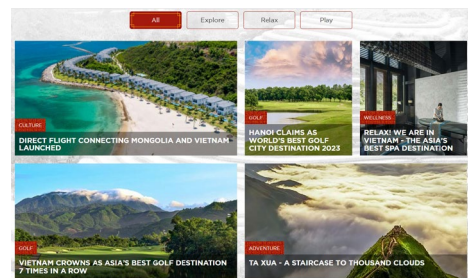 All
Explore
Relax
Play
CULTURE
DIRECT FLIGHT CONNECTING MONGOLIA AND VIETNAM
LAUNCHED
GOLF
HANOI CLAIMS AS
WORLD'S BEST GOLF
CITY DESTINATION 2023
WELLNESS
RELAX! WE ARE IN
VIETNAM - THE ASIA'S
BEST SPA DESTINATION
GOLF
VIETNAM CROWNS AS ASIA'S BEST GOLF DESTINATION
7 TIMES IN A ROW
ADVENTURE
TA XUA - A STAIRCASE TO THOUSAND CLOUDS